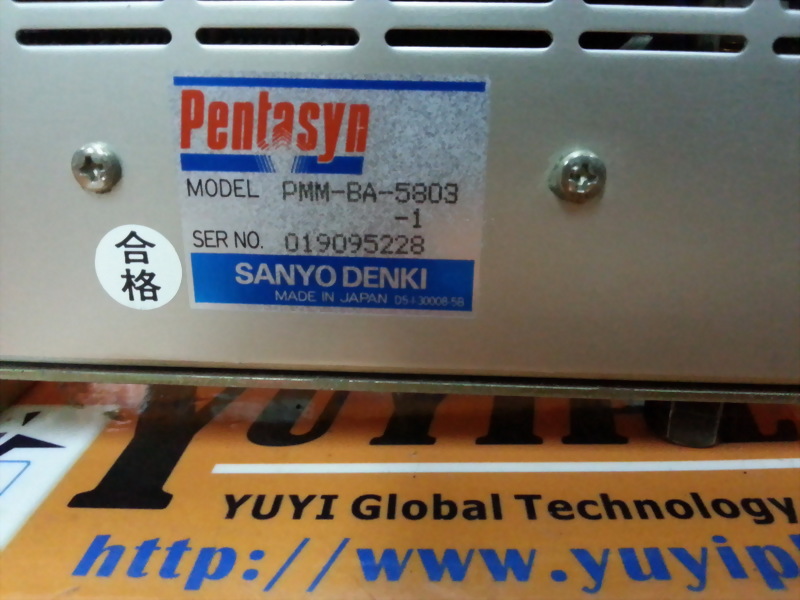 Pentasyn
MODEL PMM-BA-5803
-1
SER NO. 019095228
SANYO DENKI
MADE IN JAPAN
合格
YUYI Global Technology
http://www.yuyipl